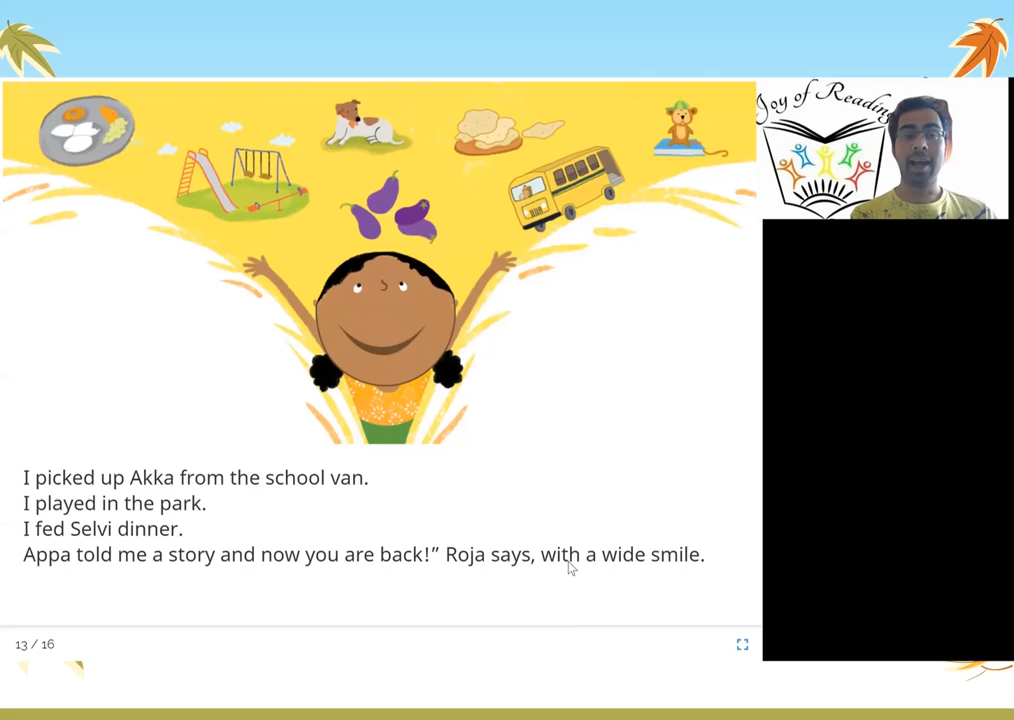 Joy of Reading
I picked up Akka from the school van.
I played in the park.
I fed Selvi dinner.
Appa told me a story and now you are back!” Roja says, with a wide smile.
13 / 16